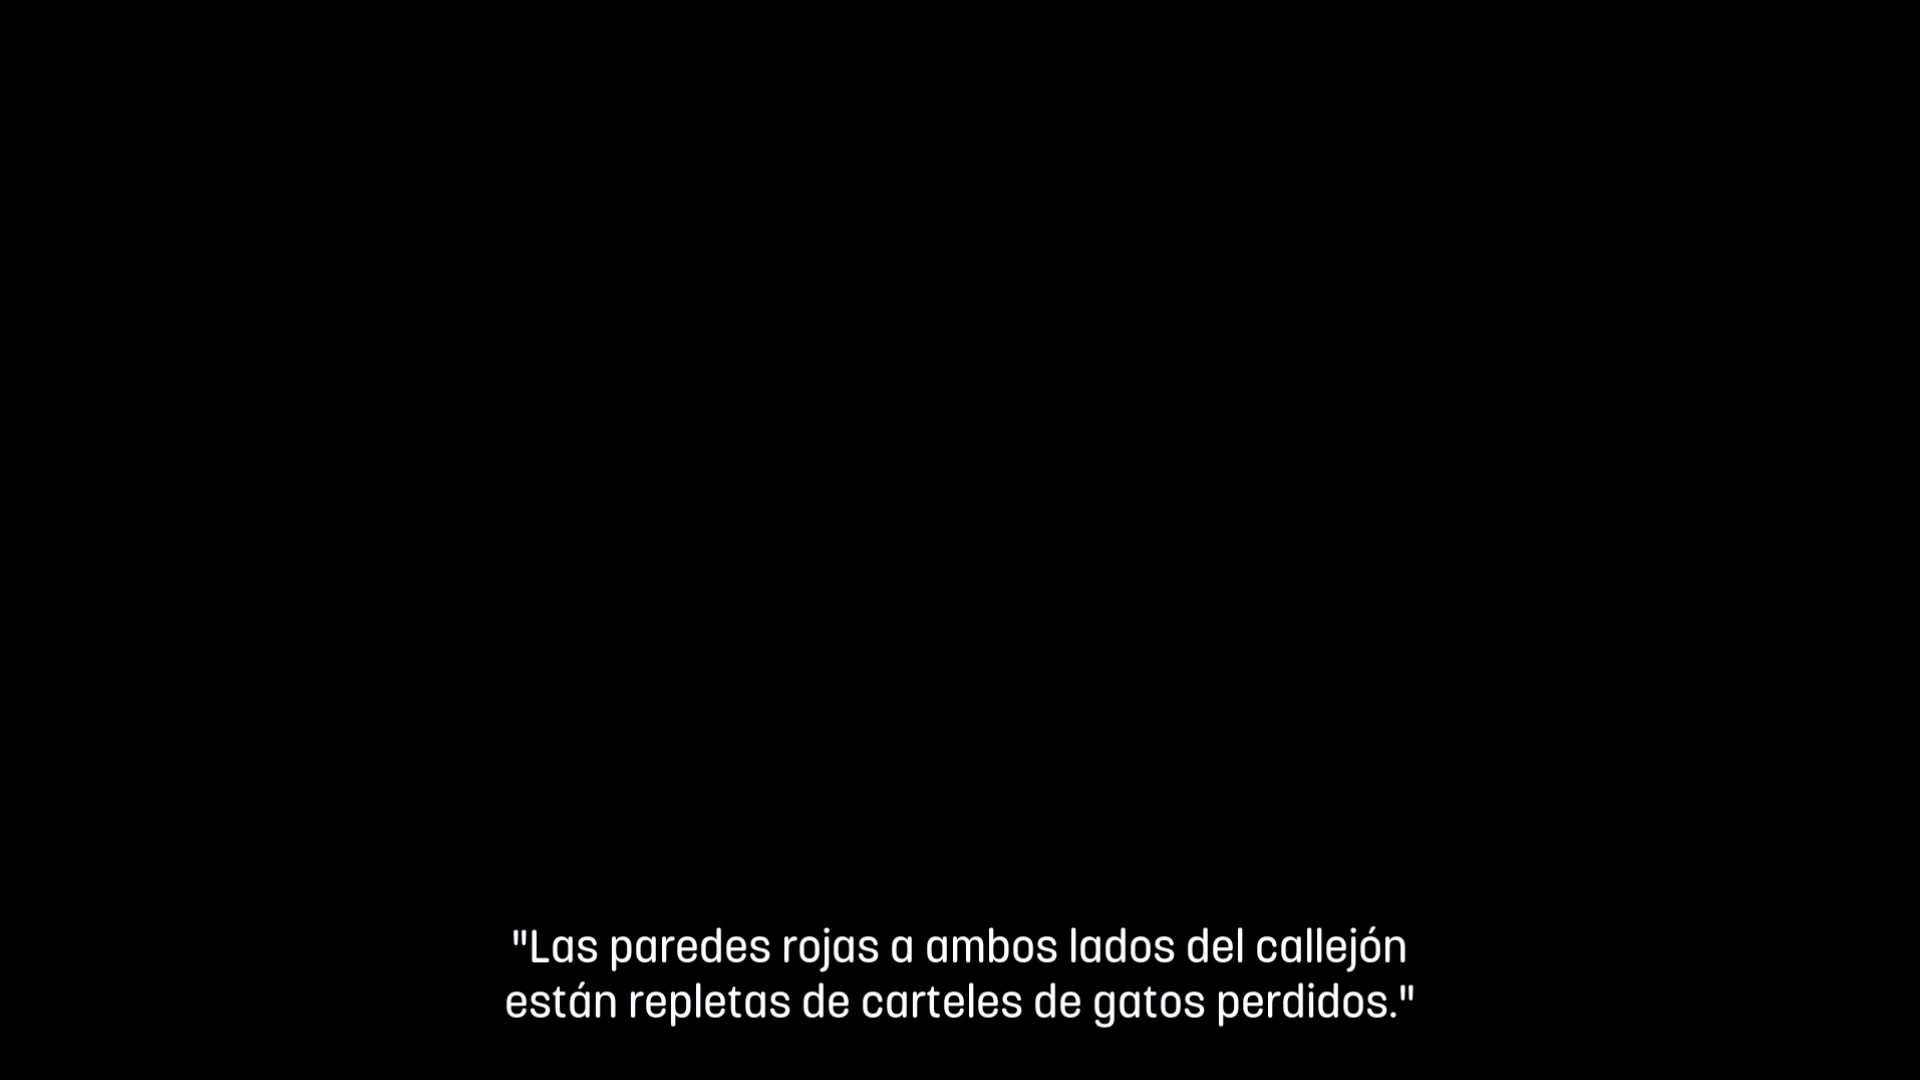 "Las paredes rojas a ambos lados del callejón
están repletas de carteles de gatos perdidos."